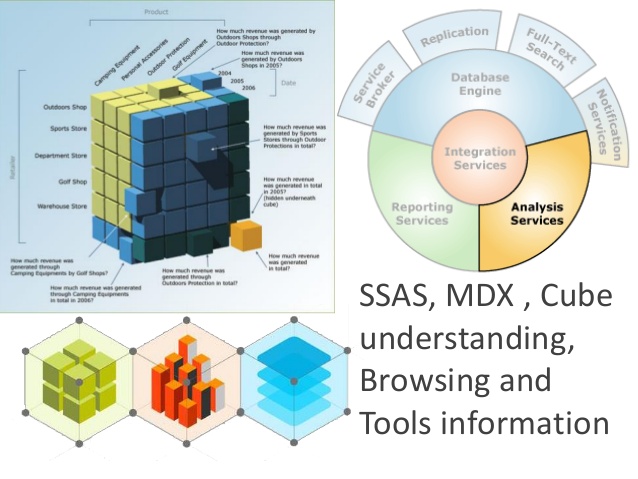 Product
How much revenue was generated by
Outdoors Shops through
Outdoor Protection?
How much revenue was
generated by Outdoors
Shops in 2005?
Camping Equipment
Personal Accessories
Outdoor Protection
Golf Equipment
2004
2005
2006
Date
Retailer
Outdoors Shop
Sports Store
Department Store
Golf Shop
Warehouse Store
How much revenue was
generated by Sports
Stores through Outdoor
Protections in total?
How much revenue
was generated in total
in 2005?
(hidden underneath
cube)
How much revenue
was generated
in total?
How much revenue was
generated through
Camping Equipments by Golf Shops?
How much revenue was
generated through
Outdoors Protection in total?
How much revenue was generated
through Camping Equipments
in total in 2006?
Service
Broker
Replication
Full-Text
Search
Notification
Services
Database
Engine
Integration
Services
Reporting
Services
Analysis
Services
SSAS, MDX , Cube
understanding,
Browsing and
Tools information